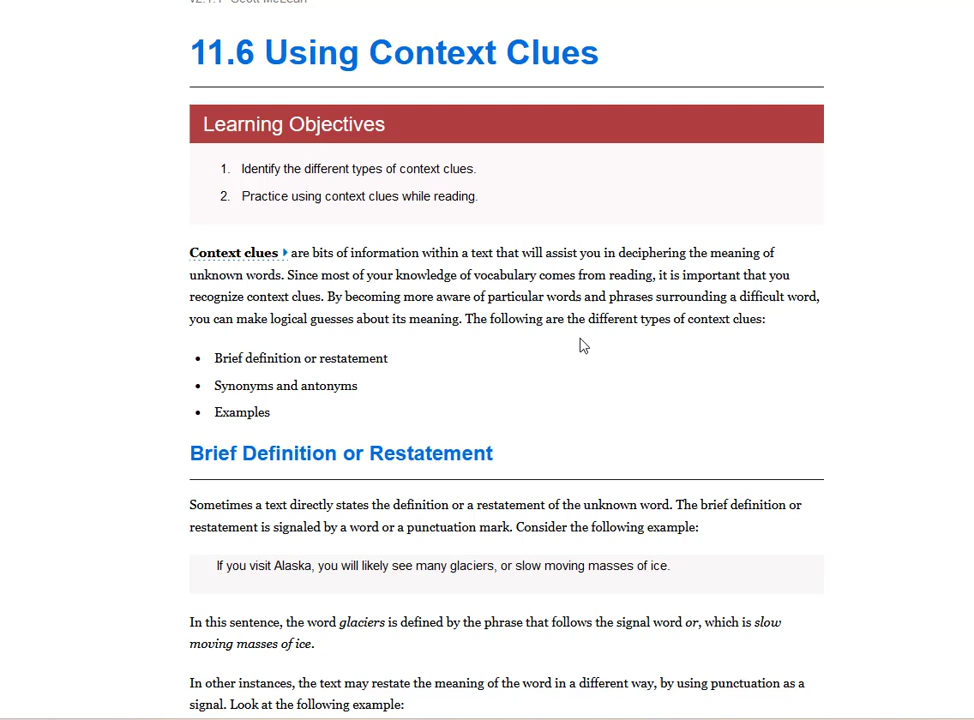 11.6 Using Context Clues
Learning Objectives
1. Identify the different types of context clues.
2. Practice using context clues while reading.
Context clues are bits of information within a text that will assist you in deciphering the meaning of
unknown words. Since most of your knowledge of vocabulary comes from reading, it is important that you
recognize context clues. By becoming more aware of particular words and phrases surrounding a difficult word,
you can make logical guesses about its meaning. The following are the different types of context clues:
• Brief definition or restatement
• Synonyms and antonyms
• Examples
Brief Definition or Restatement
Sometimes a text directly states the definition or a restatement of the unknown word. The brief definition or
restatement is signaled by a word or a punctuation mark. Consider the following example:
If you visit Alaska, you will likely see many glaciers, or slow moving masses of ice.
In this sentence, the word glaciers is defined by the phrase that follows the signal word or, which is slow
moving masses of ice.
In other instances, the text may restate the meaning of the word in a different way, by using punctuation as a
signal. Look at the following example: